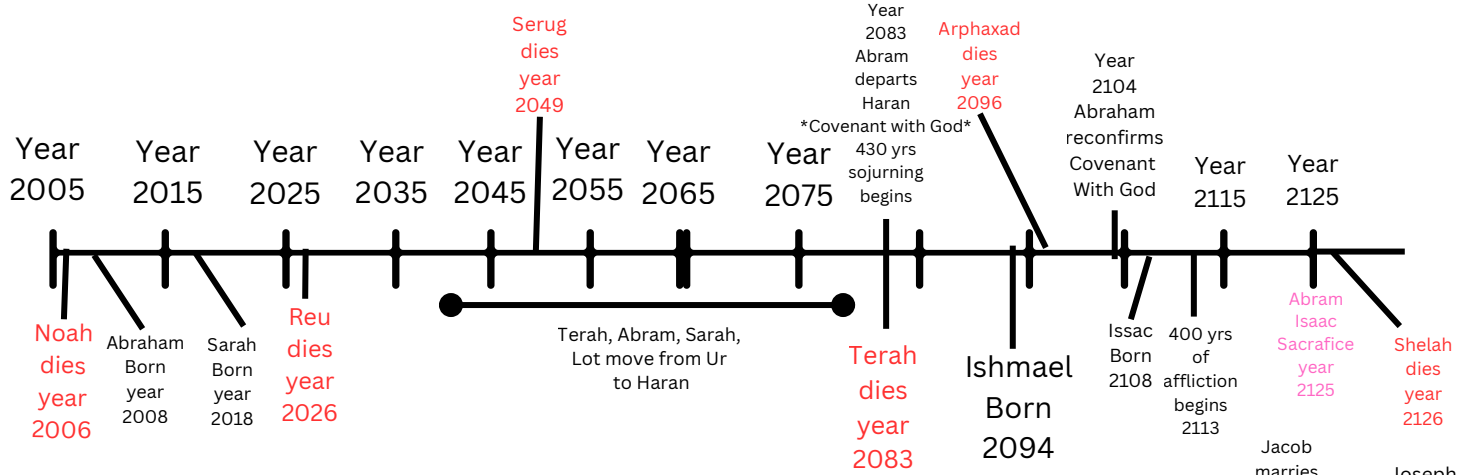 Serug
dies
year
2049
Year
2083
Abram
departs
Haran
*Covenant with God*
430 yrs
sojurning
begins
Arphaxad
dies
year
2096
Year
2104
Abraham
reconfirms
Covenant
With God
Year
2005
Year
2015
Year
2025
Year
2035
Year
2045
Year
2055
Year
2065
Year
2075
Year
2115
Year
2125
Noah
dies
year
2006
Abraham
Born
year
2008
Sarah
Born
year
2018
Reu
dies
year
2026
Terah, Abram, Sarah,
Lot move from Ur
to Haran
Terah
dies
year
2083
Ishmael
Born
2094
Issac
Born
2108
400 yrs
of
affliction
begins
2113
Abram
Isaac
Sacrafice
year
2125
Shelah
dies
year
2126
Jacob
marries
Joseph